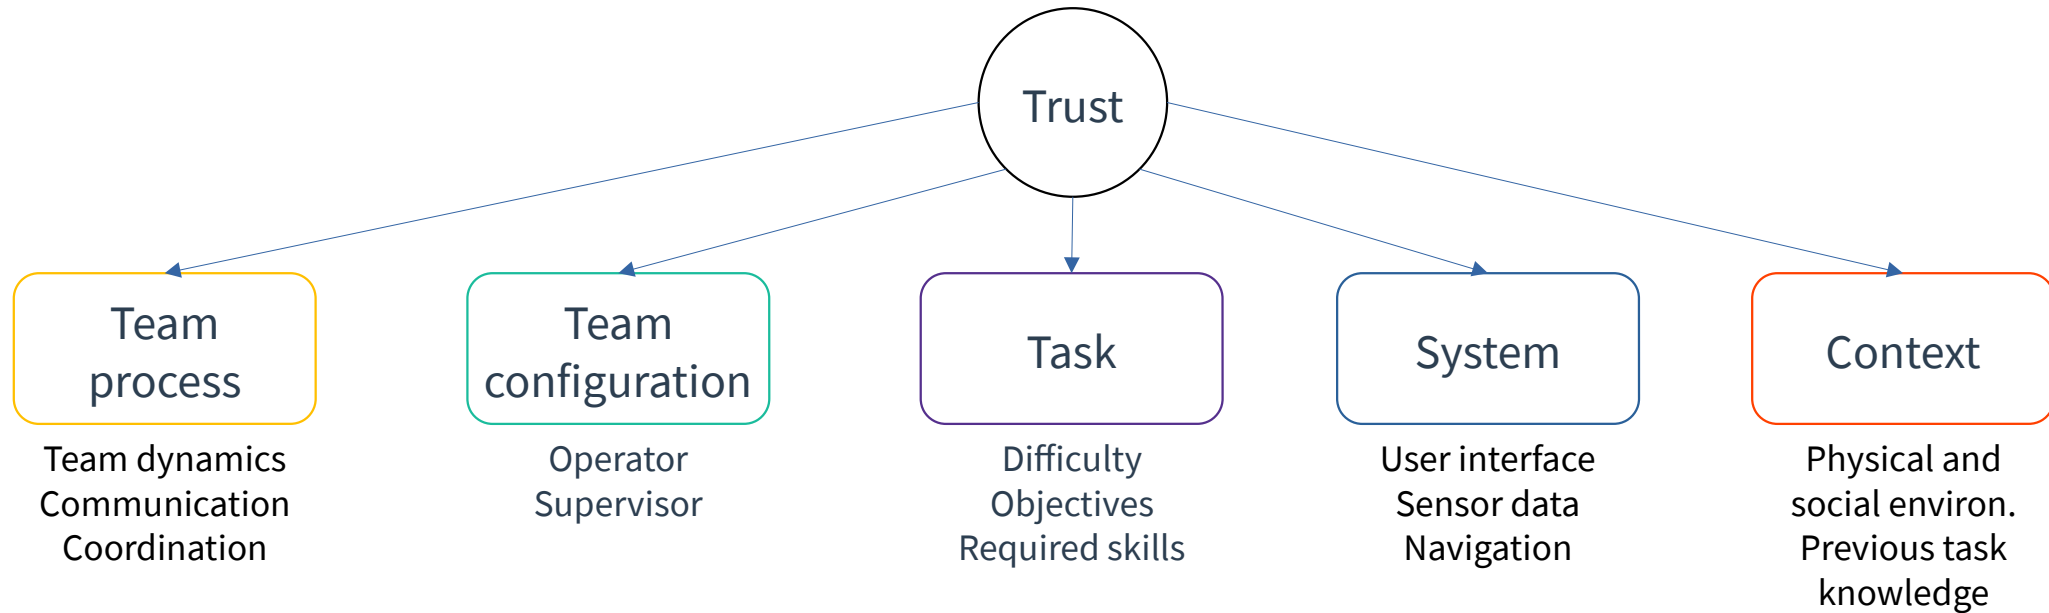 Trust
Team
process
Team dynamics
Communication
Coordination
Team
configuration
Operator
Supervisor
Task
Difficulty
Objectives
Required skills
System
User interface
Sensor data
Navigation
Context
Physical and
social environ.
Previous task
knowledge